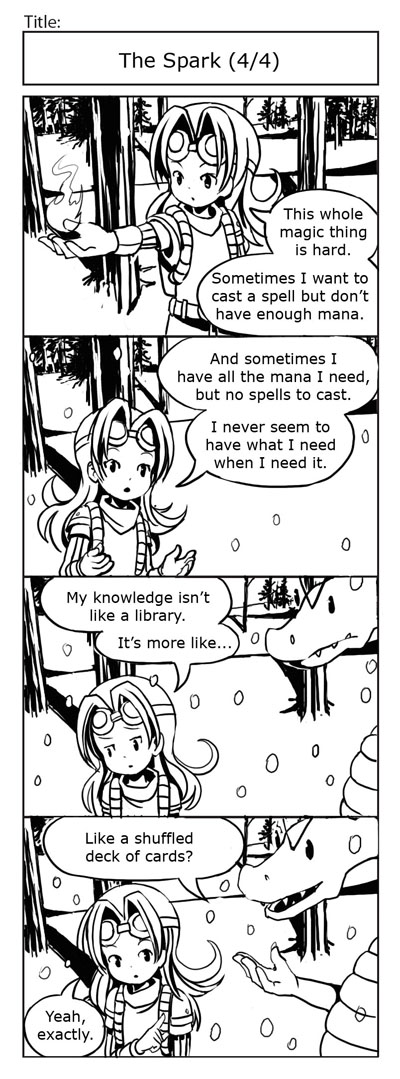 Title:
The Spark (4/4)
This whole
magic thing
is hard.
Sometimes I want to
cast a spell but don't
have enough mana.
And sometimes I
have all the mana I need,
but no spells to cast.
I never seem to
have what I need
when I need it.
My knowledge isn't
like a library.
It's more like...
Like a shuffled
deck of cards?
Yeah,
exactly.